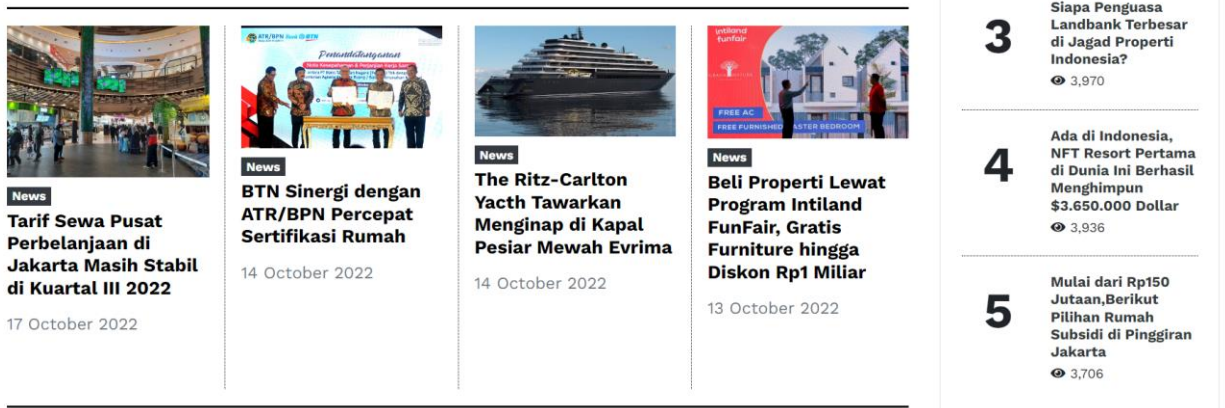 News
Tarif Sewa Pusat
Perbelanjaan di
Jakarta Masih Stabil
di Kuartal III 2022
17 October 2022
ATR/BPN Bank BTN
Penandatanganan
News
BTN Sinergi dengan
ATR/BPN Percepat
Sertifikasi Rumah
14 October 2022
News
The Ritz-Carlton
Yacth Tawarkan
Menginap di Kapal
Pesiar Mewah Evrima
14 October 2022
intiland
funfair
FREE AC
FREE FURNISHED
BEDROOM
News
Beli Properti Lewat
Program Intiland
FunFair, Gratis
Furniture hingga
Diskon Rp1 Miliar
13 October 2022
3
Siapa Penguasa
Landbank Terbesar
di Jagad Properti
Indonesia?
3,970
4
Ada di Indonesia,
NFT Resort Pertama
di Dunia Ini Berhasil
Menghimpun
$3.650.000 Dollar
3,936
5
Mulai dari Rp150
Jutaan,Berikut
Pilihan Rumah
Subsidi di Pinggiran
Jakarta
3,706